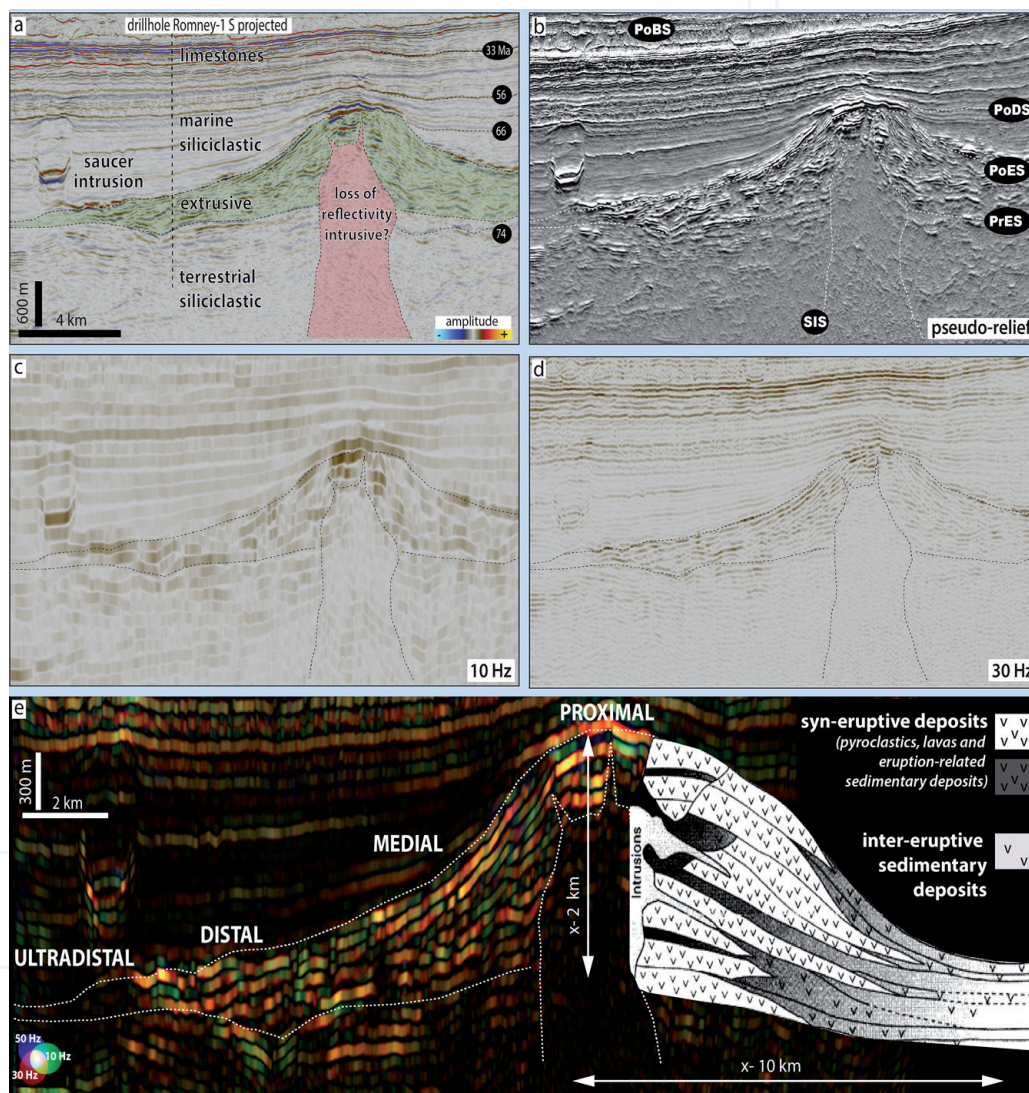 a
drillhole Romney-1 S projected
limestones
33 Ma
56
marine
siliciclastic
66
saucer
intrusion
extrusive
loss of
reflectivity
intrusive?
74
terrestrial
siliciclastic
600 m
4 km
amplitude
- +
b
PoBS
PoDS
PoES
PrES
SIS
pseudo-relief
c
10 Hz
d
30 Hz
e
PROXIMAL
syn-eruptive deposits
(pyroclastics, lavas and
eruption-related
sedimentary deposits)
300 m
2 km
MEDIAL
inter-eruptive
sedimentary
deposits
Intrusions
x- 2 km
DISTAL
ULTRADISTAL
50 Hz
10 Hz
30 Hz
x- 10 km